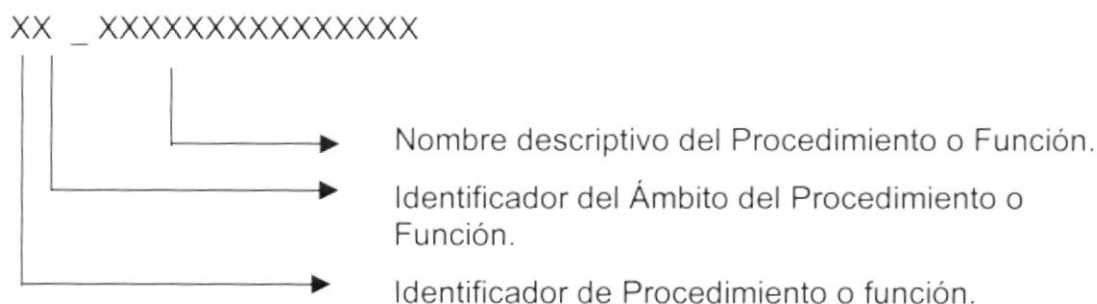 XX _ XXXXXXXXXXXXXXX
Nombre descriptivo del Procedimiento o Función.
Identificador del Ámbito del Procedimiento o
Función.
Identificador de Procedimiento o función.